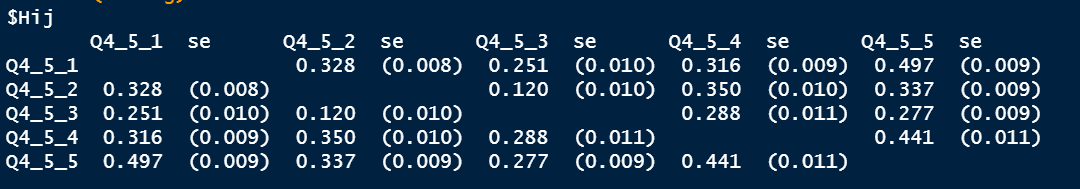 $Hij
       Q4_5_1  se      Q4_5_2  se      Q4_5_3  se      Q4_5_4  se      Q4_5_5  se
Q4_5_1                  0.328  (0.008)  0.251  (0.010)  0.316  (0.009)  0.497  (0.009)
Q4_5_2  0.328  (0.008)                  0.120  (0.010)  0.350  (0.010)  0.337  (0.009)
Q4_5_3  0.251  (0.010)  0.120  (0.010)                  0.288  (0.011)  0.277  (0.009)
Q4_5_4  0.316  (0.009)  0.350  (0.010)  0.288  (0.011)                  0.441  (0.011)
Q4_5_5  0.497  (0.009)  0.337  (0.009)  0.277  (0.009)  0.441  (0.011)